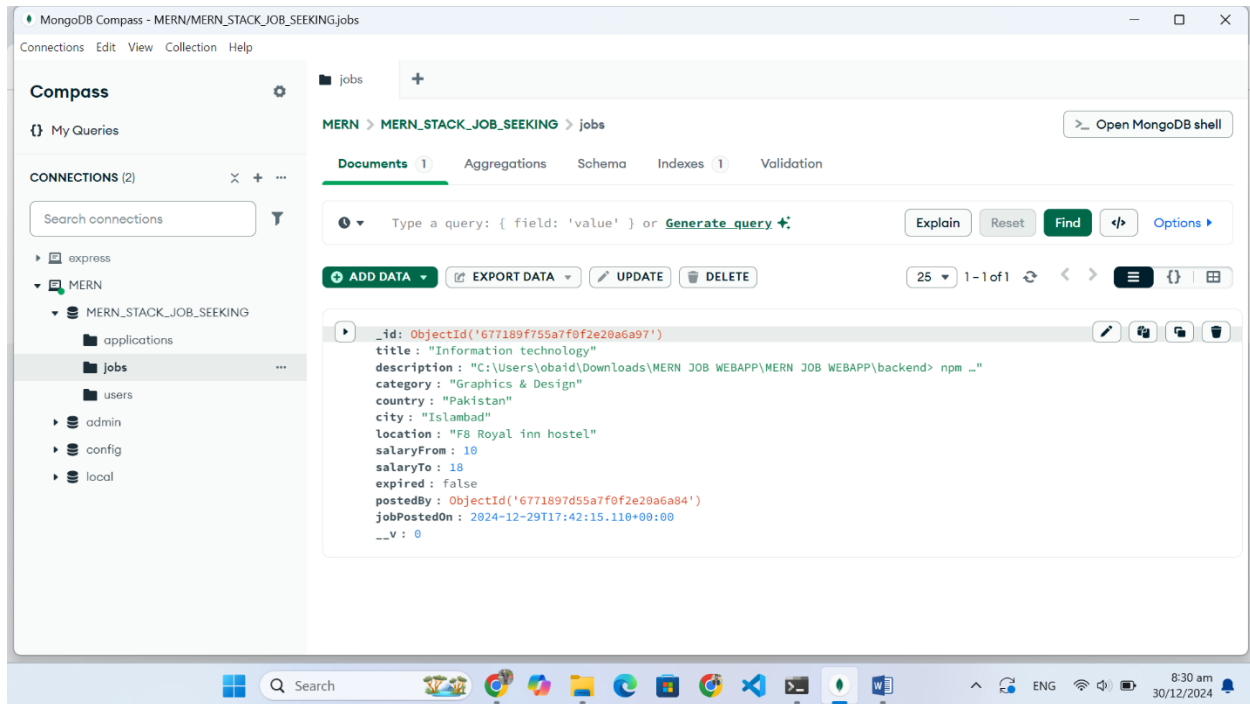 MongoDB Compass - MERN/MERN_STACK_JOB_SEEKING.jobs
Connections Edit View Collection Help
Compass
{} My Queries
CONNECTIONS (2)
Search connections
express
MERN
MERN_STACK_JOB_SEEKING
applications
jobs
users
admin
config
local
jobs
MERN > MERN_STACK_JOB_SEEKING > jobs
>_ Open MongoDB shell
Documents 1 Aggregations Schema Indexes 1 Validation
Type a query: { field: 'value' } or Generate query
Explain Reset Find </> Options
ADD DATA EXPORT DATA UPDATE DELETE
25 1-1 of 1 {}
_id: ObjectId('677189f755a7f0f2e20a6a97')
title : "Information technology"
description : "C:\Users\obaid\Downloads\MERN JOB WEBAPP\MERN JOB WEBAPP\backend> npm …"
category : "Graphics & Design"
country : "Pakistan"
city : "Islambad"
location : "F8 Royal inn hostel"
salaryFrom : 10
salaryTo : 18
expired : false
postedBy : ObjectId('6771897d55a7f0f2e20a6a84')
jobPostedOn : 2024-12-29T17:42:15.110+00:00
__v : 0
Search
ENG
8:30 am
30/12/2024